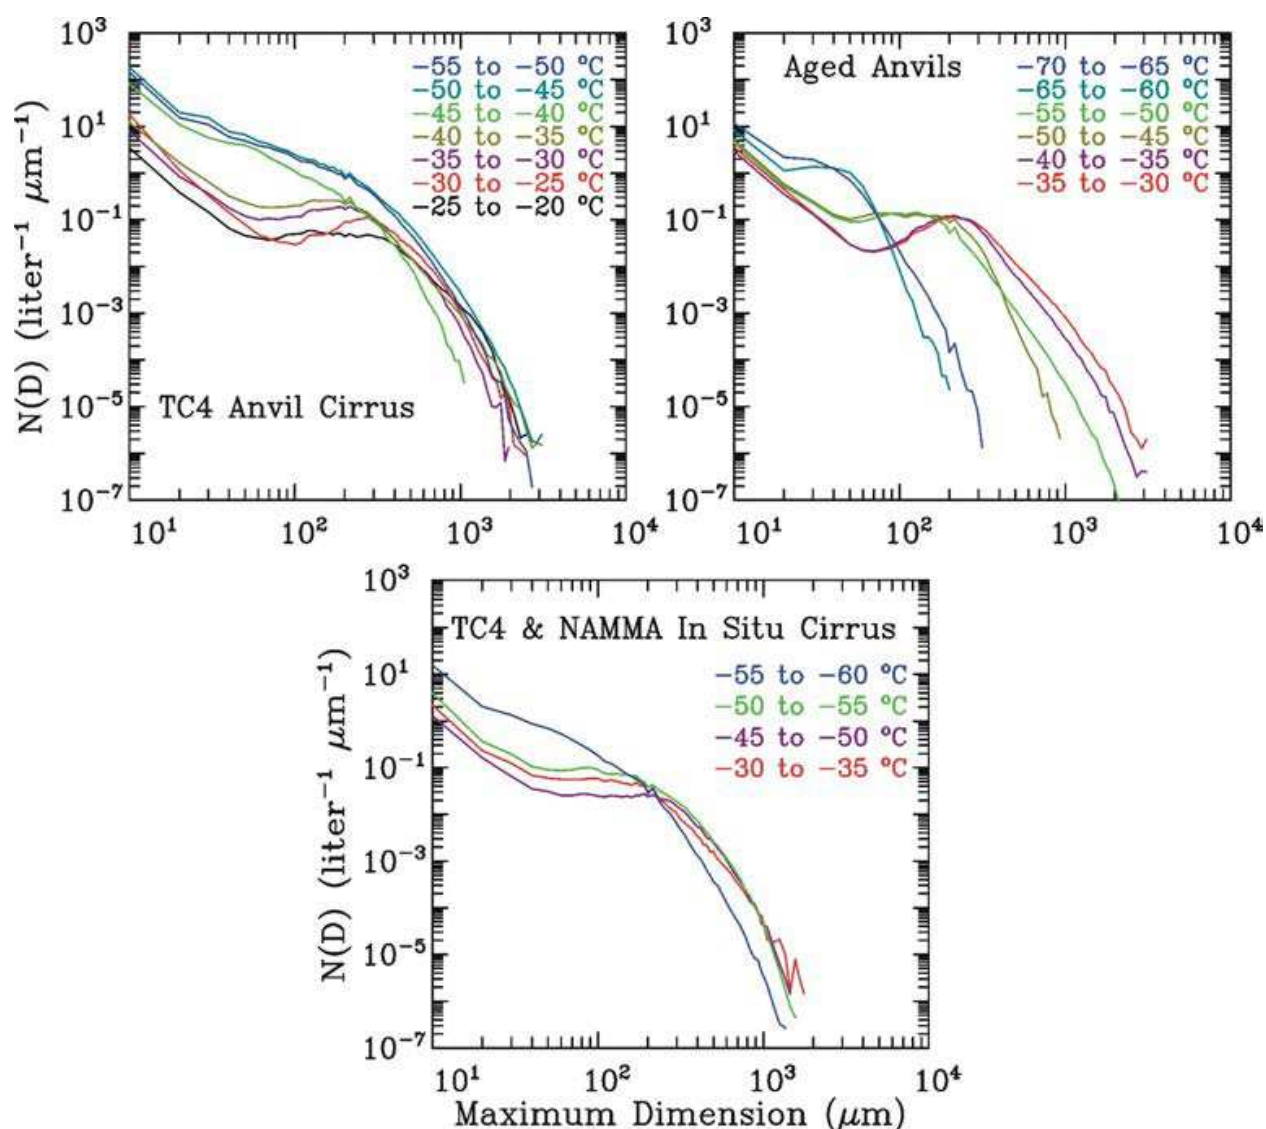 10³
10¹
10⁻¹
10⁻³
10⁻⁵
10⁻⁷
N(D) (liter⁻¹ μm⁻¹)
−55 to −50 °C
−50 to −45 °C
−45 to −40 °C
−40 to −35 °C
−35 to −30 °C
−30 to −25 °C
−25 to −20 °C
TC4 Anvil Cirrus
10¹ 10² 10³ 10⁴
10³
10¹
10⁻¹
10⁻³
10⁻⁵
10⁻⁷
Aged Anvils
−70 to −65 °C
−65 to −60 °C
−55 to −50 °C
−50 to −45 °C
−40 to −35 °C
−35 to −30 °C
10¹ 10² 10³ 10⁴
10³
10¹
10⁻¹
10⁻³
10⁻⁵
10⁻⁷
N(D) (liter⁻¹ μm⁻¹)
TC4 & NAMMA In Situ Cirrus
−55 to −60 °C
−50 to −55 °C
−45 to −50 °C
−30 to −35 °C
10¹ 10² 10³ 10⁴
Maximum Dimension (μm)